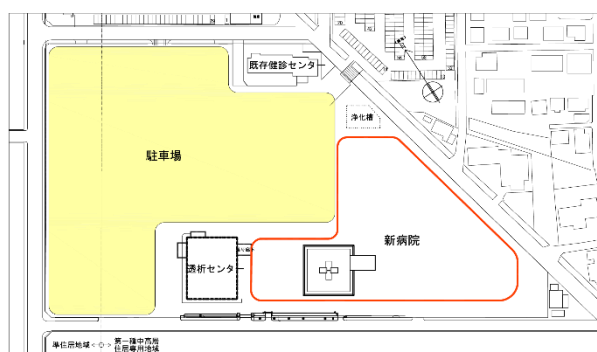 既存健診センター
浄化槽
駐車場
新病院
透析センター
準住居地域
第一種中高層
住居専用地域